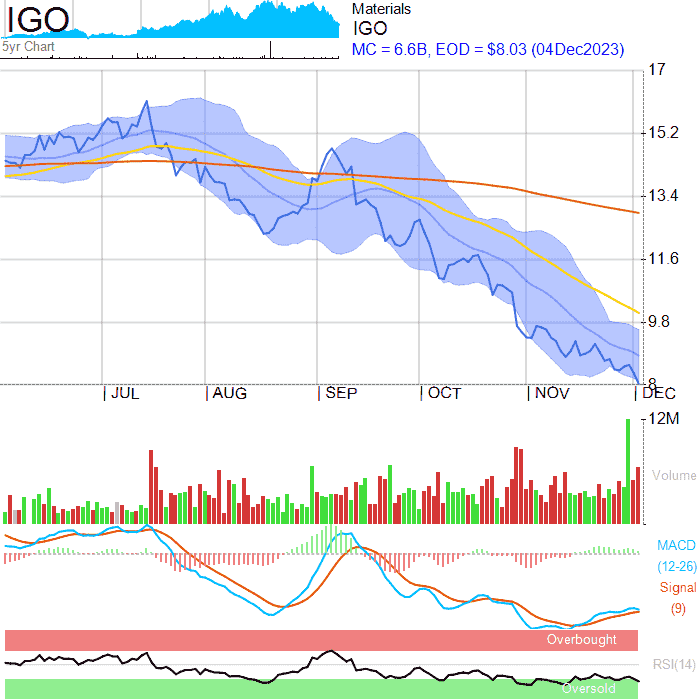 IGO
5yr Chart
Materials
IGO
MC = 6.6B, EOD = $8.03 (04Dec2023)
17
15.2
13.4
11.6
9.8
8
JUL AUG SEP OCT NOV DEC
12M
Volume
MACD
(12-26)
Signal
(9)
Overbought
RSI(14)
Oversold